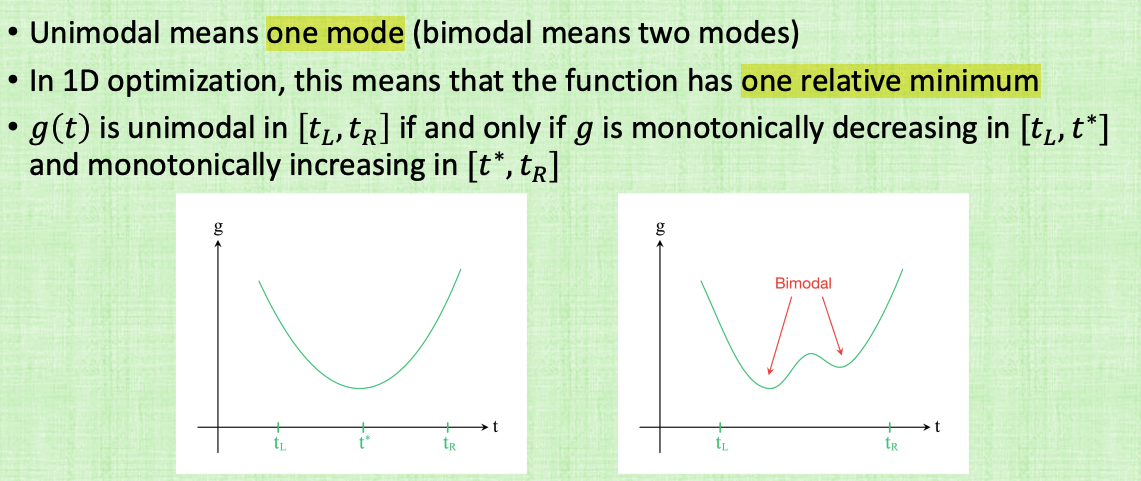 • Unimodal means one mode (bimodal means two modes)
• In 1D optimization, this means that the function has one relative minimum
• g(t) is unimodal in [t_L, t_R] if and only if g is monotonically decreasing in [t_L, t*]
and monotonically increasing in [t*, t_R]
g
t_L
t*
t_R
t
g
Bimodal
t_L
t_R
t